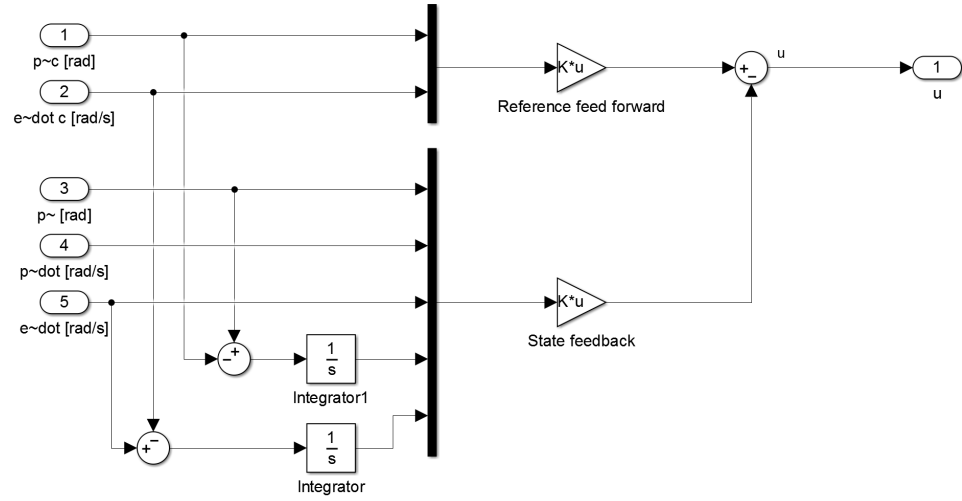 1
p~c [rad]
2
e~dot c [rad/s]
3
p~ [rad]
4
p~dot [rad/s]
5
e~dot [rad/s]
−+
+−
1
s
Integrator1
1
s
Integrator
K*u
Reference feed forward
K*u
State feedback
+−
u
1
u